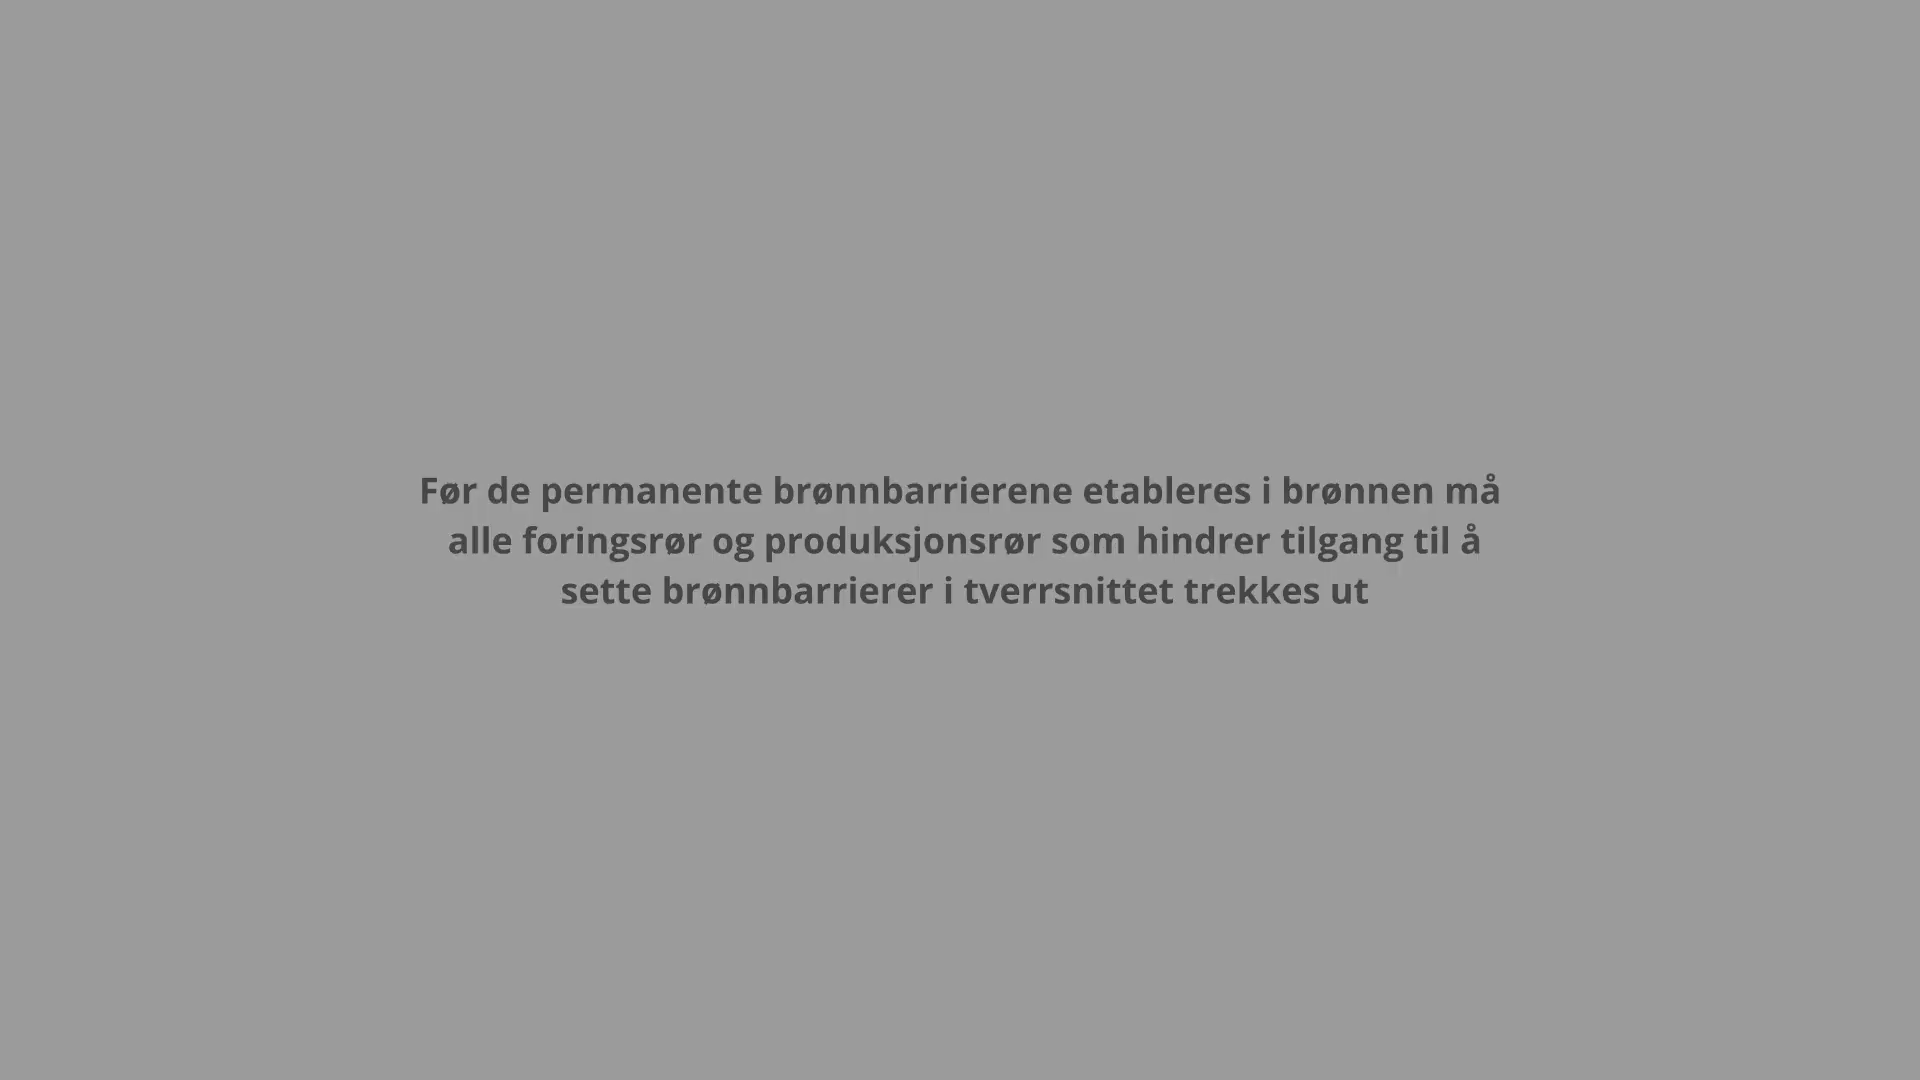 Før de permanente brønnbarrierene etableres i brønnen må
alle foringsrør og produksjonsrør som hindrer tilgang til å
sette brønnbarrierer i tverrsnittet trekkes ut